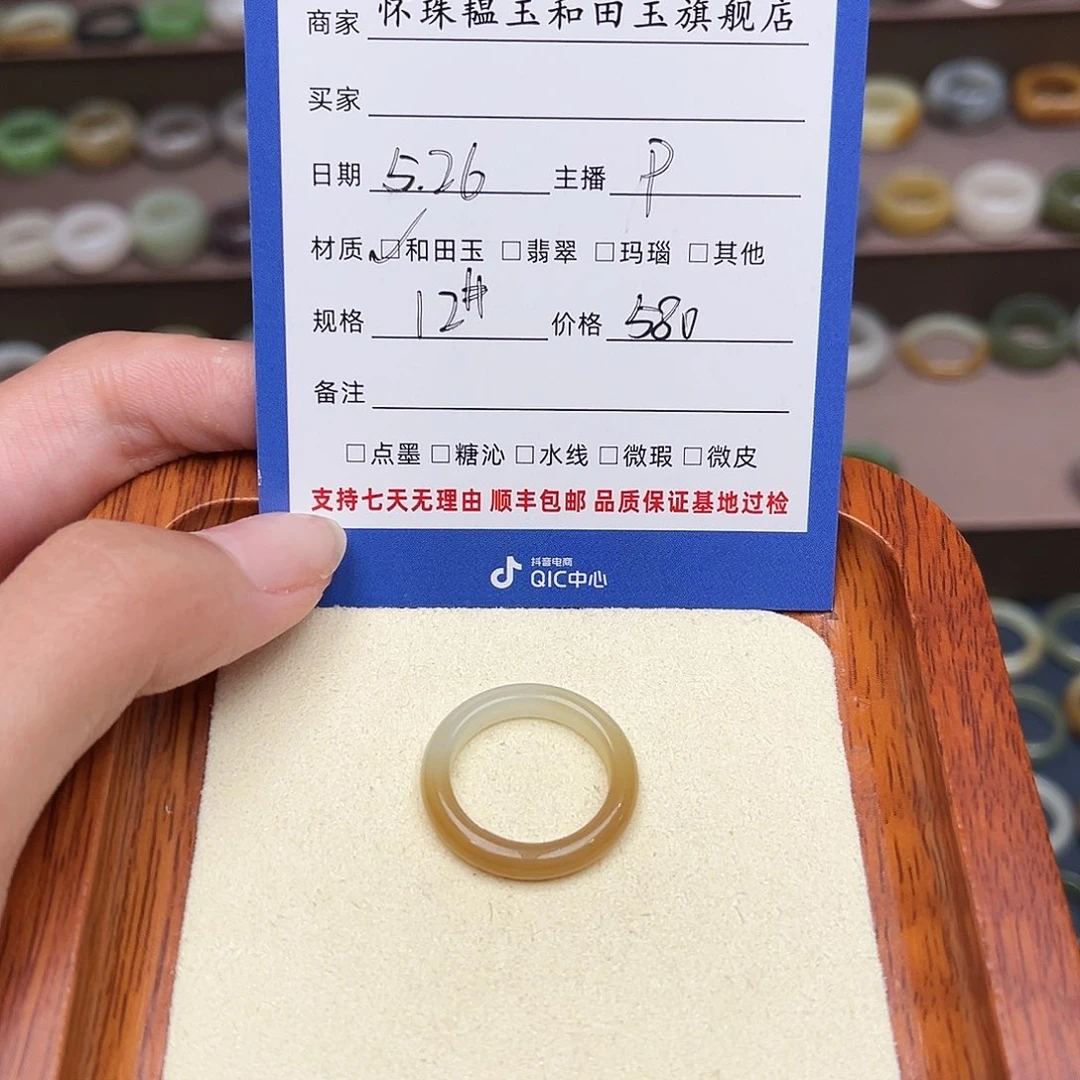 商家 怀珠韫玉和田玉旗舰店
买家
日期 5.26 主播 P
材质 ☑和田玉 □翡翠 □玛瑙 □其他
规格 12# 价格 580
备注
□点墨 □糖沁 □水线 □微瑕 □微皮
支持七天无理由 顺丰包邮 品质保证基地过检
抖音电商
QIC中心